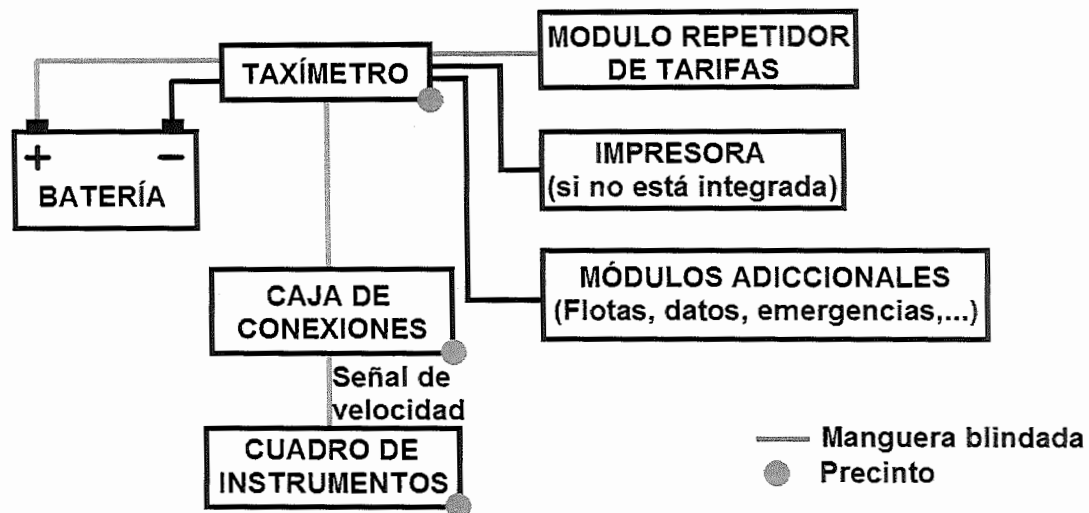 MODULO REPETIDOR
DE TARIFAS
TAXÍMETRO
+ −
BATERÍA
IMPRESORA
(si no está integrada)
MÓDULOS ADICCIONALES
(Flotas, datos, emergencias,...)
CAJA DE
CONEXIONES
Señal de
velocidad
CUADRO DE
INSTRUMENTOS
Manguera blindada
Precinto